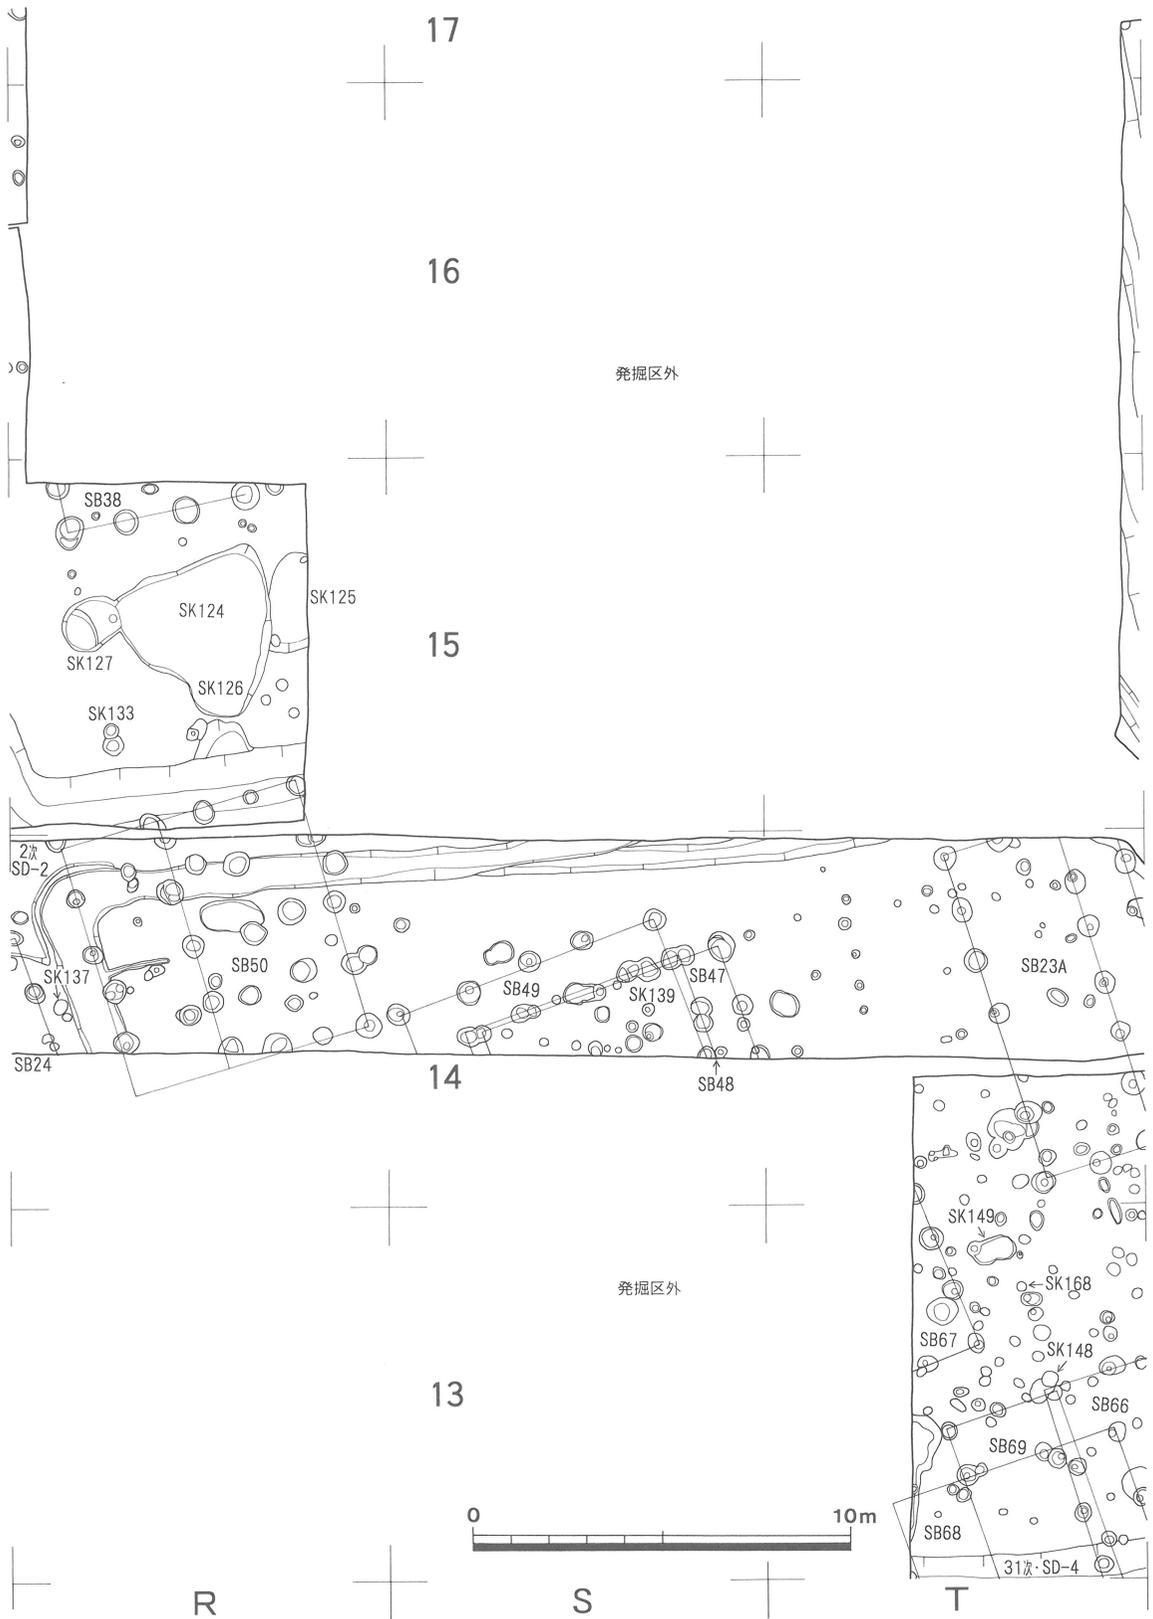 17
16
発掘区外
SB38
SK124
SK125
15
SK127
SK126
SK133
2次
SD-2
SK137
SB50
SB49
SK139
SB47
SB23A
SB24
14
SB48
SK149
発掘区外
SK168
SB67
SK148
13
SB66
SB69
0 10m
SB68
31次·SD-4
R S T